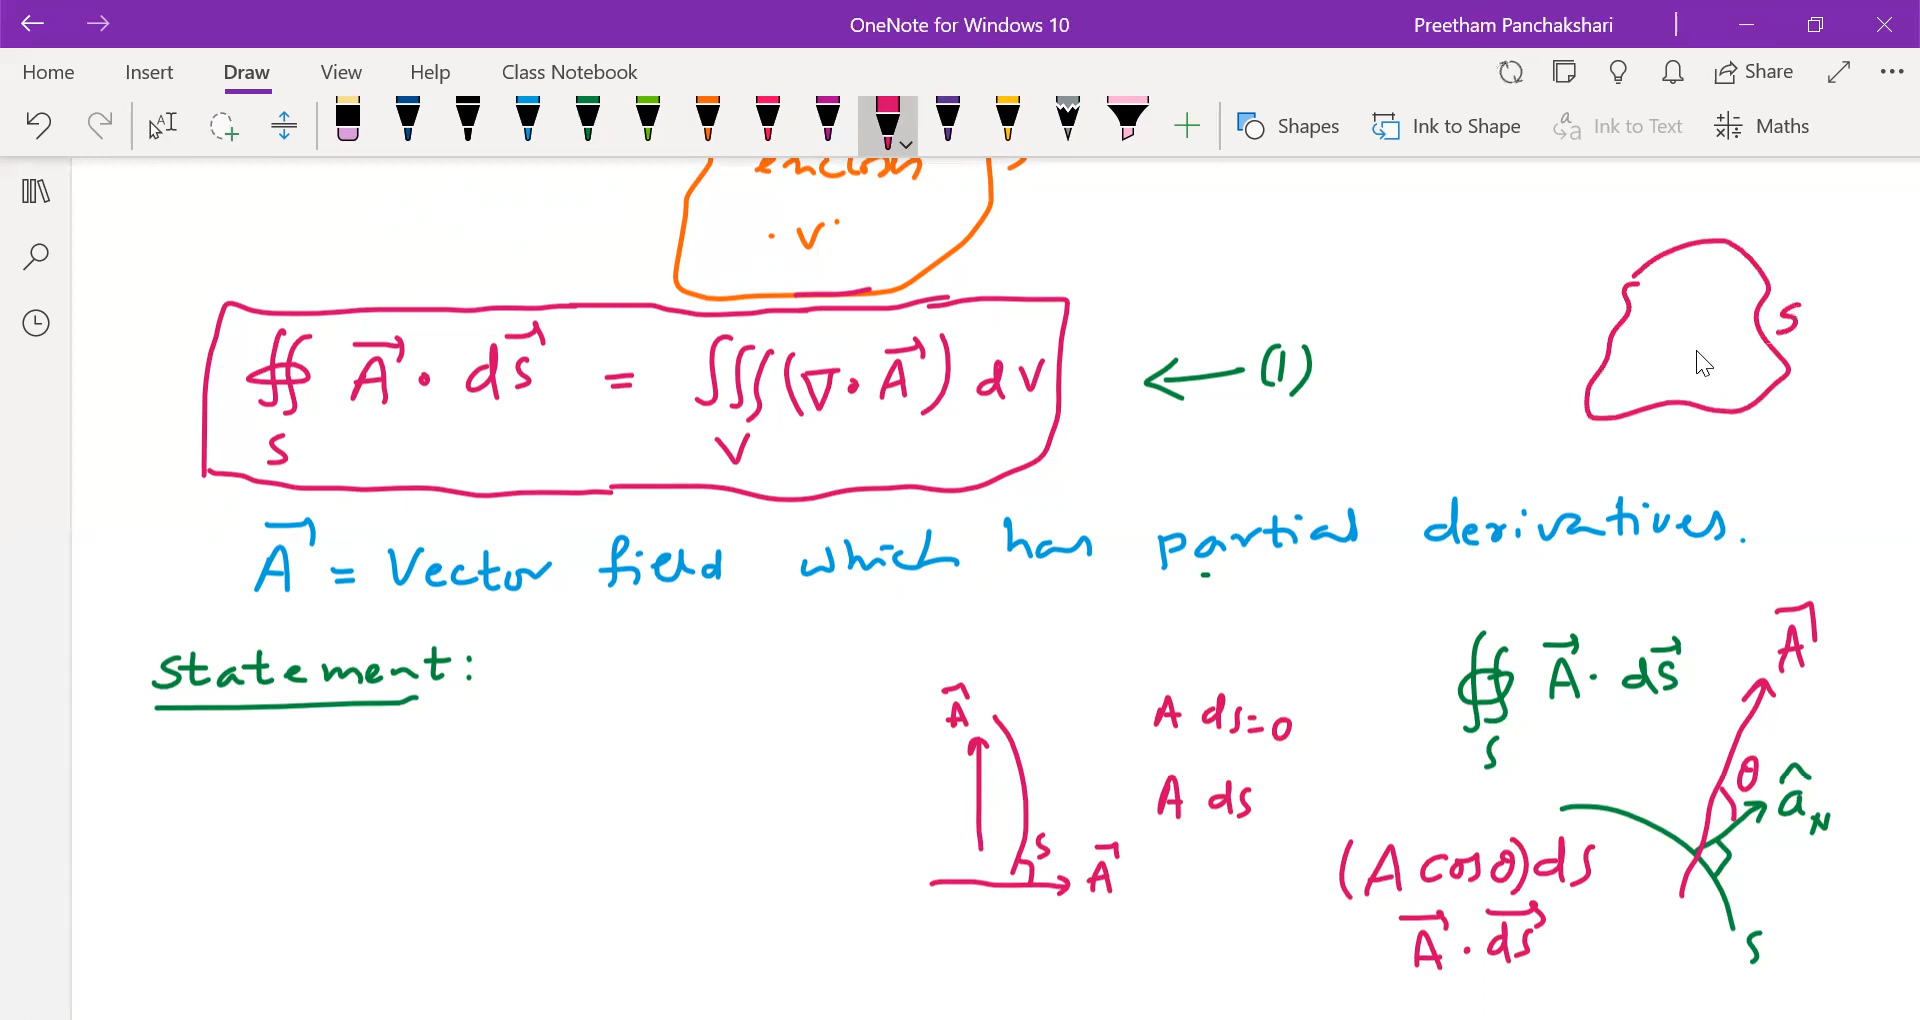 OneNote for Windows 10
Preetham Panchakshari
Home Insert Draw View Help Class Notebook
Share
Shapes Ink to Shape Ink to Text Maths
V
∯ A⃗ · ds⃗ = ∭ (∇ · A⃗) dV ← (1)
S V
S
A⃗ = Vector field which has partial derivatives.
Statement:
∯ A⃗ · ds⃗
S
A⃗
A⃗
A ds=0
A ds
S
A⃗
θ
â_N
(A cos θ) ds
A⃗ · ds⃗
S